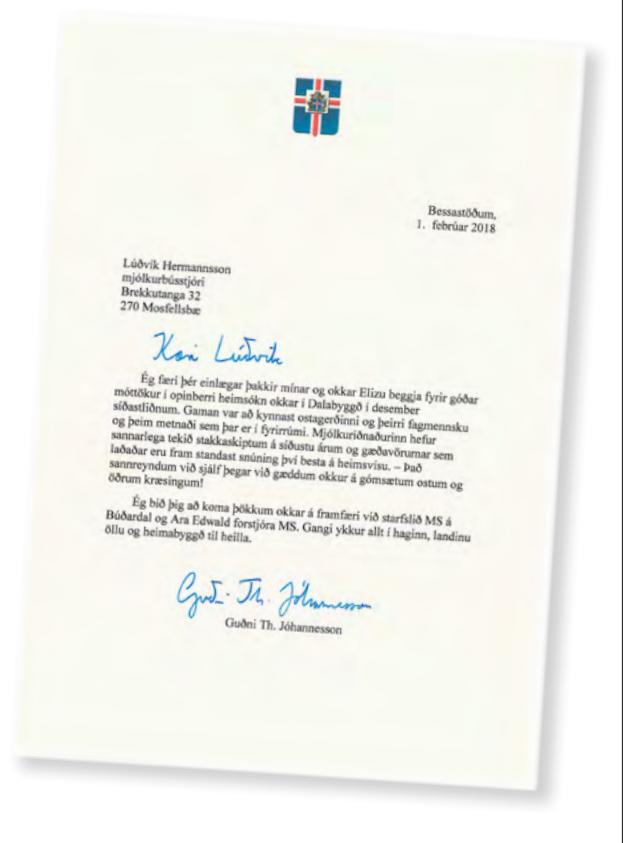 Bessastöðum,
1. febrúar 2018
Lúðvík Hermannsson
mjólkurbússtjóri
Brekkutanga 32
270 Mosfellsbæ
Kæri Lúðvík
Ég færi þér einlægar þakkir mínar og okkar Elizu beggja fyrir góðar
móttökur í opinberri heimsókn okkar í Dalabyggð í desember
síðastliðnum. Gaman var að kynnast ostagerðinni og þeirri fagmennsku
og þeim metnaði sem þar er í fyrirrúmi. Mjólkuriðnaðurinn hefur
sannarlega tekið stakkaskiptum á síðustu árum og gæðavörurnar sem
laðaðar eru fram standast snúning því besta á heimsvísu. – Það
sannreyndum við sjálf þegar við gæddum okkur á gómsætum ostum og
öðrum kræsingum!
Ég bið þig að koma þökkum okkar á framfæri við starfslið MS á
Búðardal og Ara Edwald forstjóra MS. Gangi ykkur allt í haginn, landinu
öllu og heimabyggð til heilla.
Guðni Th. Jóhannesson
Guðni Th. Jóhannesson